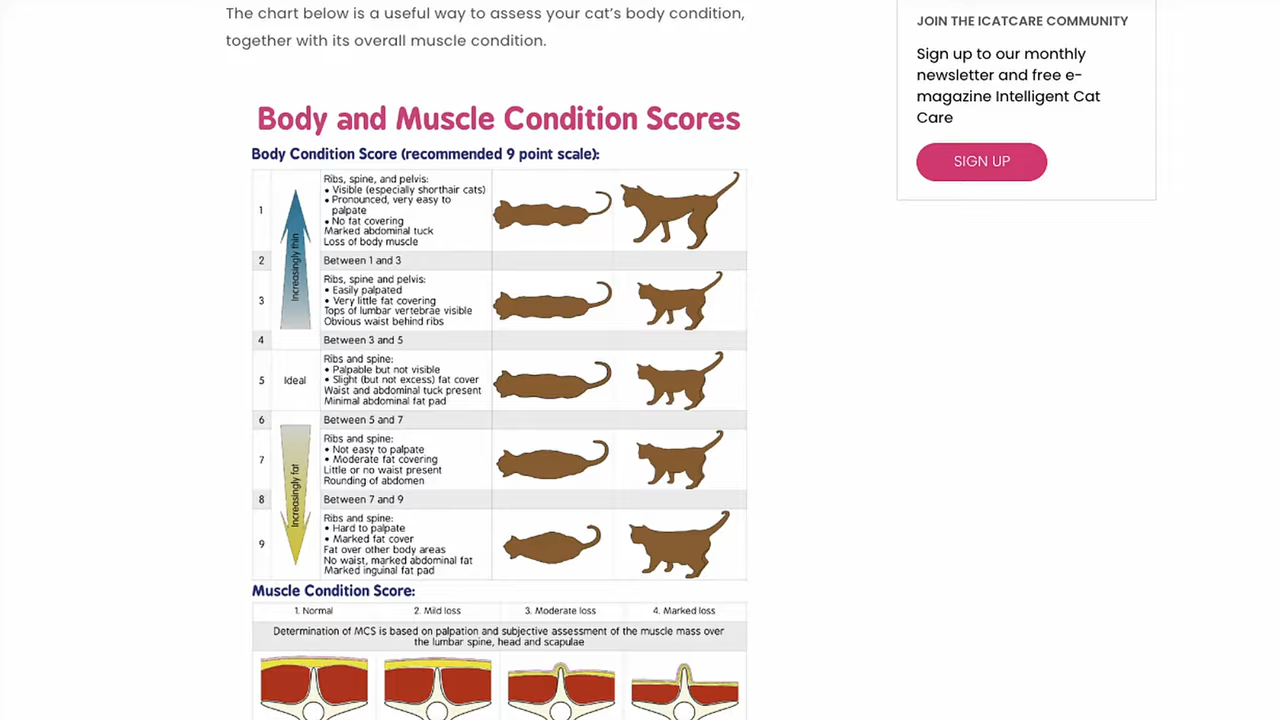 The chart below is a useful way to assess your cat’s body condition,
together with its overall muscle condition.
JOIN THE ICATCARE COMMUNITY
Sign up to our monthly
newsletter and free e-
magazine Intelligent Cat
Care
SIGN UP
Body and Muscle Condition Scores
Body Condition Score (recommended 9 point scale):
Increasingly thin
1
Ribs, spine, and pelvis:
• Visible (especially shorthair cats)
• Pronounced, very easy to
palpate
• No fat covering
Marked abdominal tuck
Loss of body muscle
2
Between 1 and 3
3
Ribs, spine and pelvis:
• Easily palpated
• Very little fat covering
Tops of lumbar vertebrae visible
Obvious waist behind ribs
4
Between 3 and 5
5
Ideal
Ribs and spine:
• Palpable but not visible
• Slight (but not excess) fat cover
Waist and abdominal tuck present
Minimal abdominal fat pad
6
Between 5 and 7
Increasingly fat
7
Ribs and spine:
• Not easy to palpate
• Moderate fat covering
Little or no waist present
Rounding of abdomen
8
Between 7 and 9
9
Ribs and spine:
• Hard to palpate
• Marked fat cover
Fat over other body areas
No waist, marked abdominal fat
Marked inguinal fat pad
Muscle Condition Score:
1. Normal
2. Mild loss
3. Moderate loss
4. Marked loss
Determination of MCS is based on palpation and subjective assessment of the muscle mass over
the lumbar spine, head and scapulae